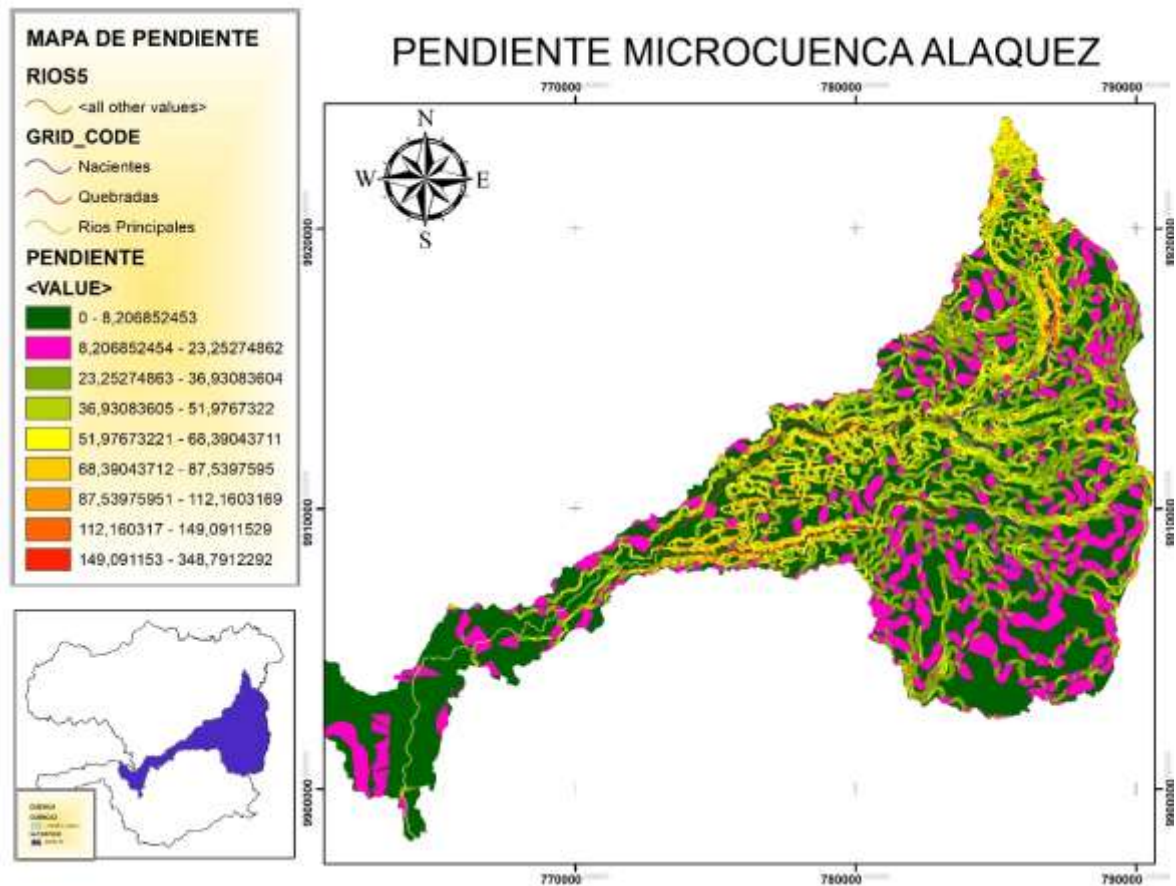 MAPA DE PENDIENTE
RIOS5
<all other values>
GRID_CODE
Nacientes
Quebradas
Rios Principales
PENDIENTE
<VALUE>
0 - 8,206852453
8,206852454 - 23,25274862
23,25274863 - 36,93083604
36,93083605 - 51,9767322
51,97673221 - 68,39043711
68,39043712 - 87,5397595
87,53975951 - 112,1603169
112,160317 - 149,0911529
149,091153 - 348,7912292
PENDIENTE MICROCUENCA ALAQUEZ
770000 780000 790000
N
W E
S
9920000 9920000
9910000 9910000
9900000 9900000
770000 780000 790000